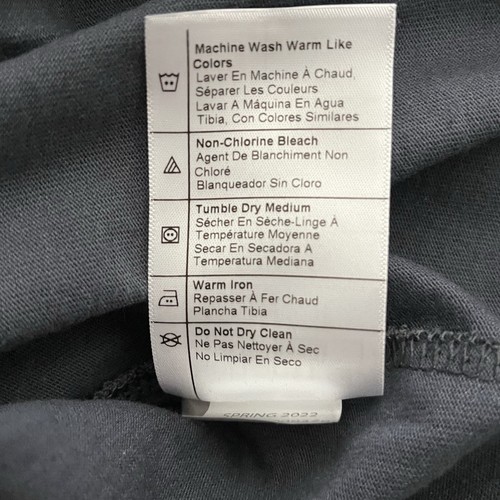 Machine Wash Warm Like
Colors
Laver En Machine À Chaud,
Séparer Les Couleurs
Lavar A Máquina En Agua
Tibia, Con Colores Similares
Non-Chlorine Bleach
Agent De Blanchiment Non
Chloré
Blanqueador Sin Cloro
Tumble Dry Medium
Sécher En Sèche-Linge À
Température Moyenne
Secar En Secadora A
Temperatura Mediana
Warm Iron
Repasser À Fer Chaud
Plancha Tibia
Do Not Dry Clean
Ne Pas Nettoyer À Sec
No Limpiar En Seco
SPRING 2022